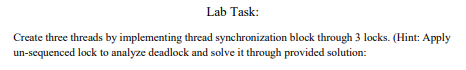 Lab Task:
Create three threads by implementing thread synchronization block through 3 locks. (Hint: Apply
un-sequenced lock to analyze deadlock and solve it through provided solution: